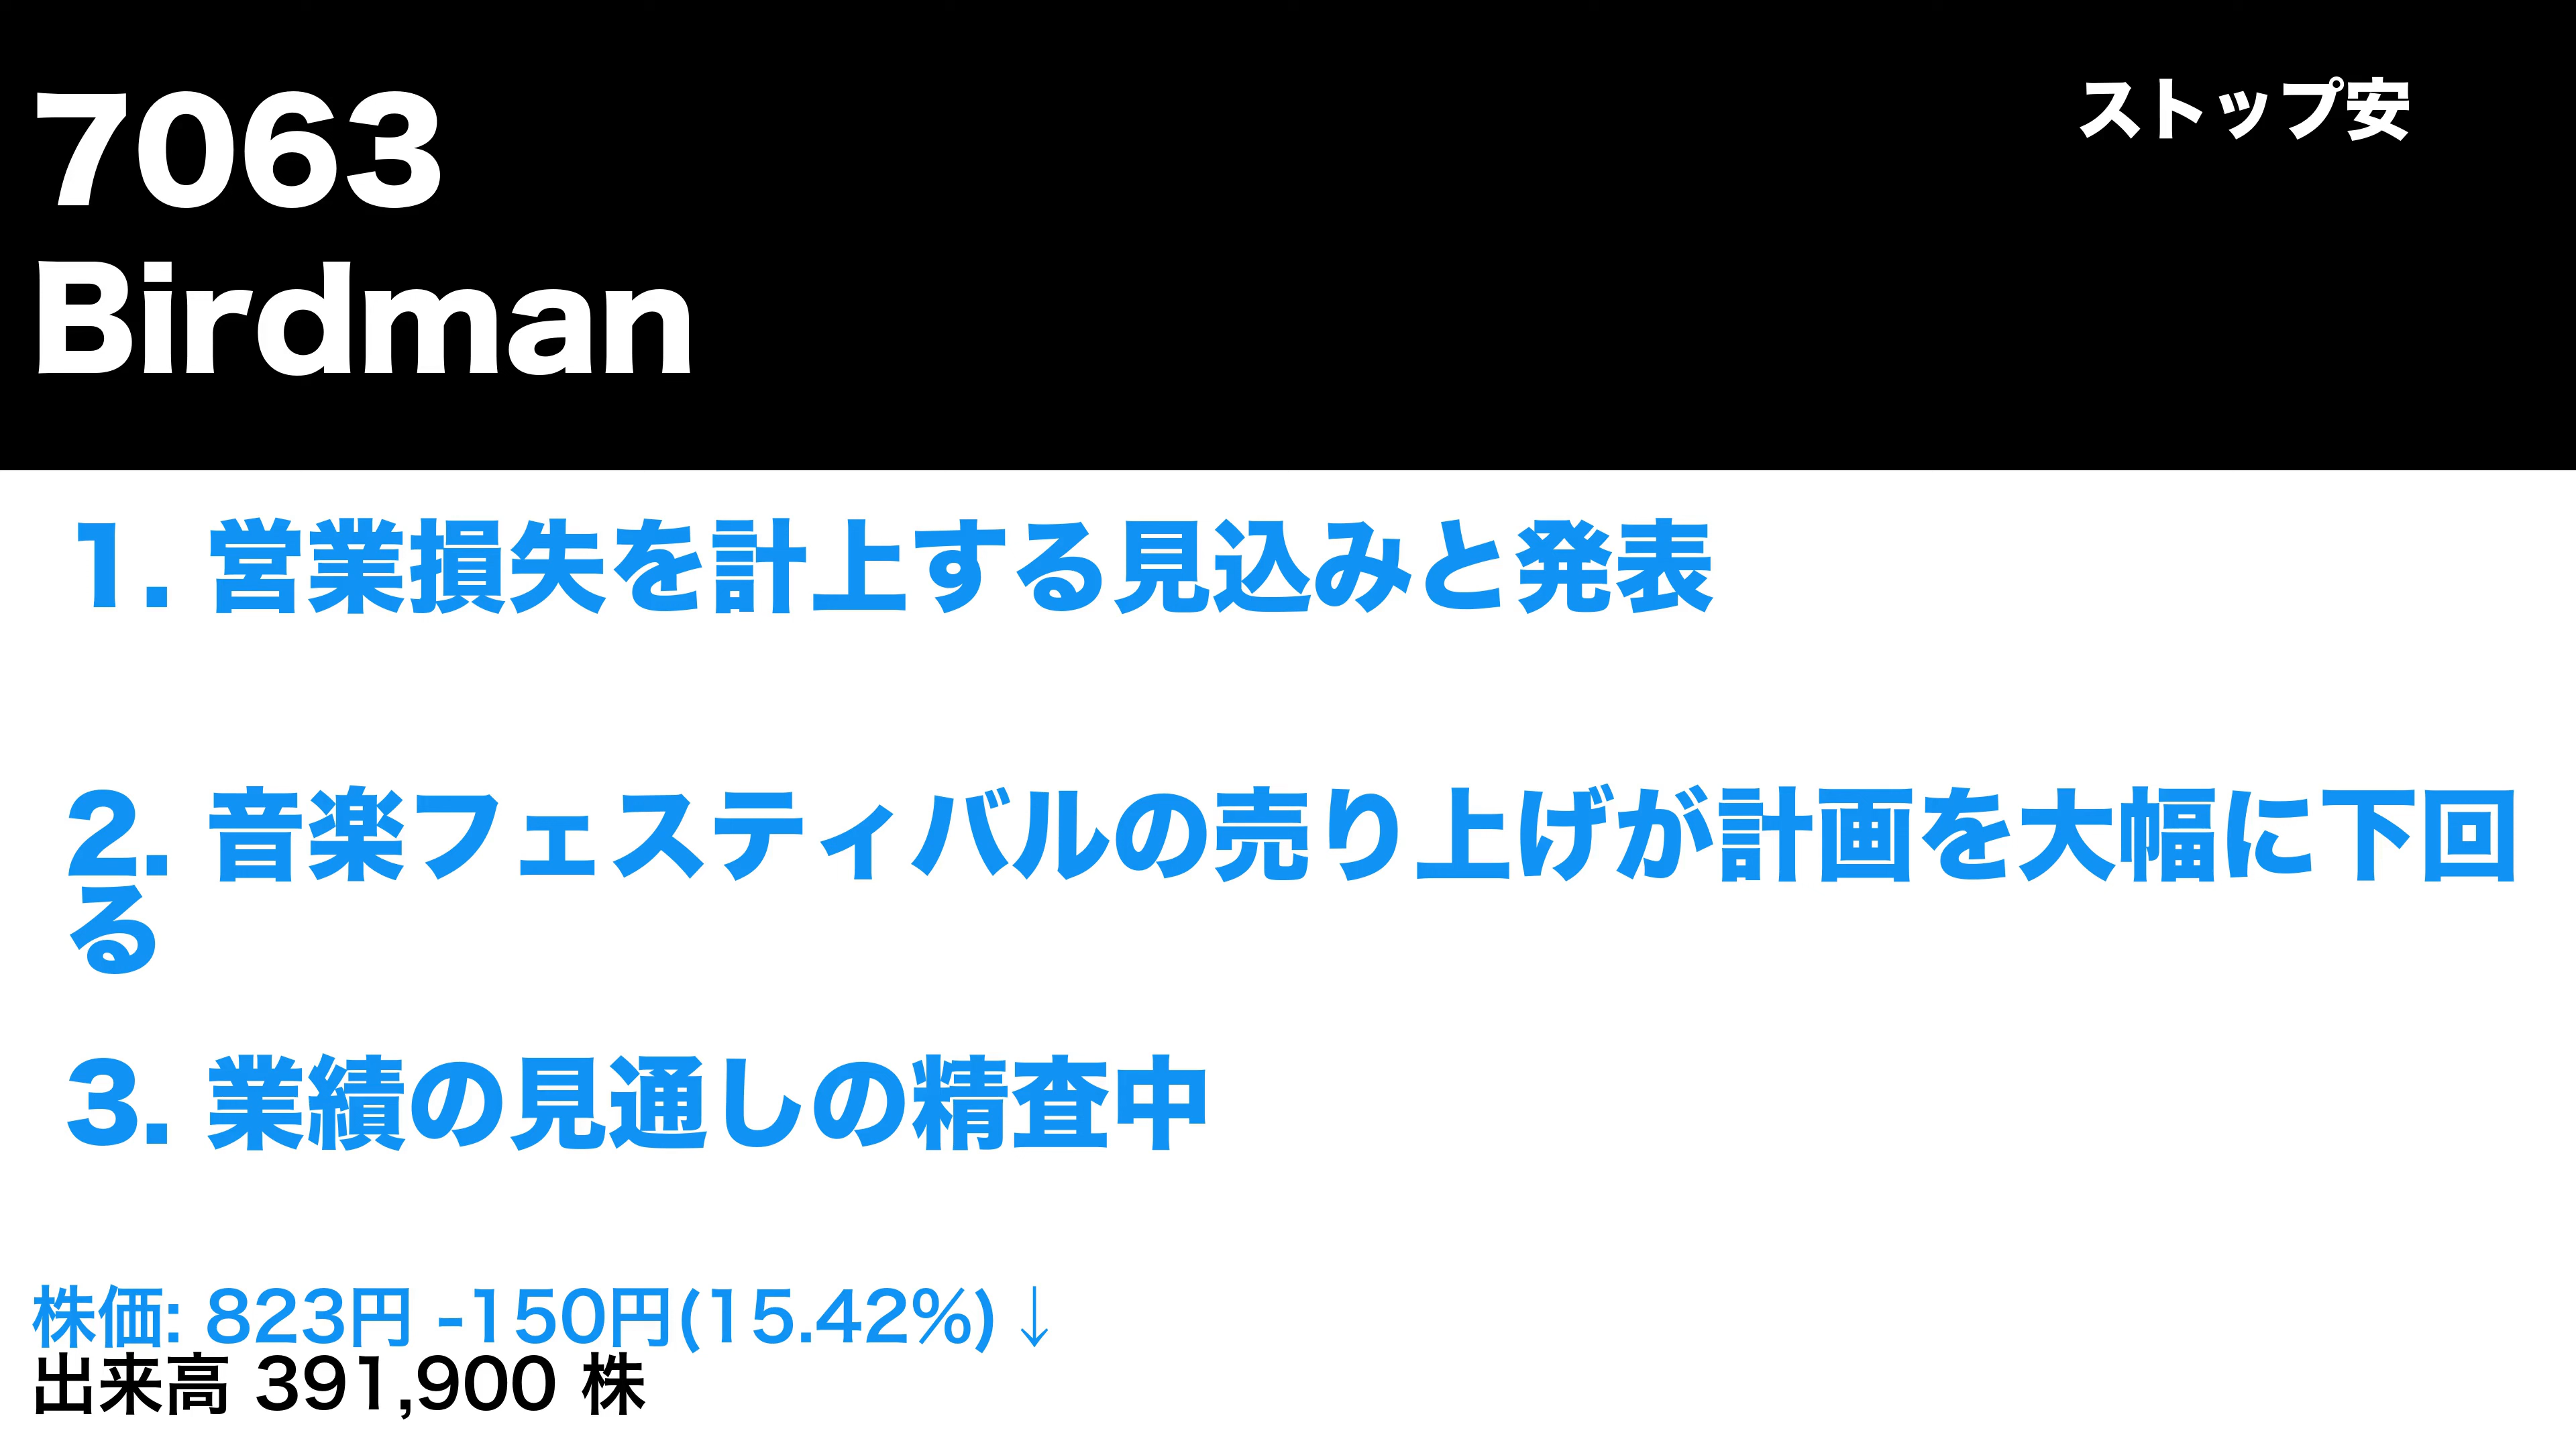 7063
ストップ安
Birdman
1. 営業損失を計上する見込みと発表
2. 音楽フェスティバルの売り上げが計画を大幅に下回
る
3. 業績の見通しの精査中
株価: 823円 -150円(15.42%)↓
出来高 391,900 株